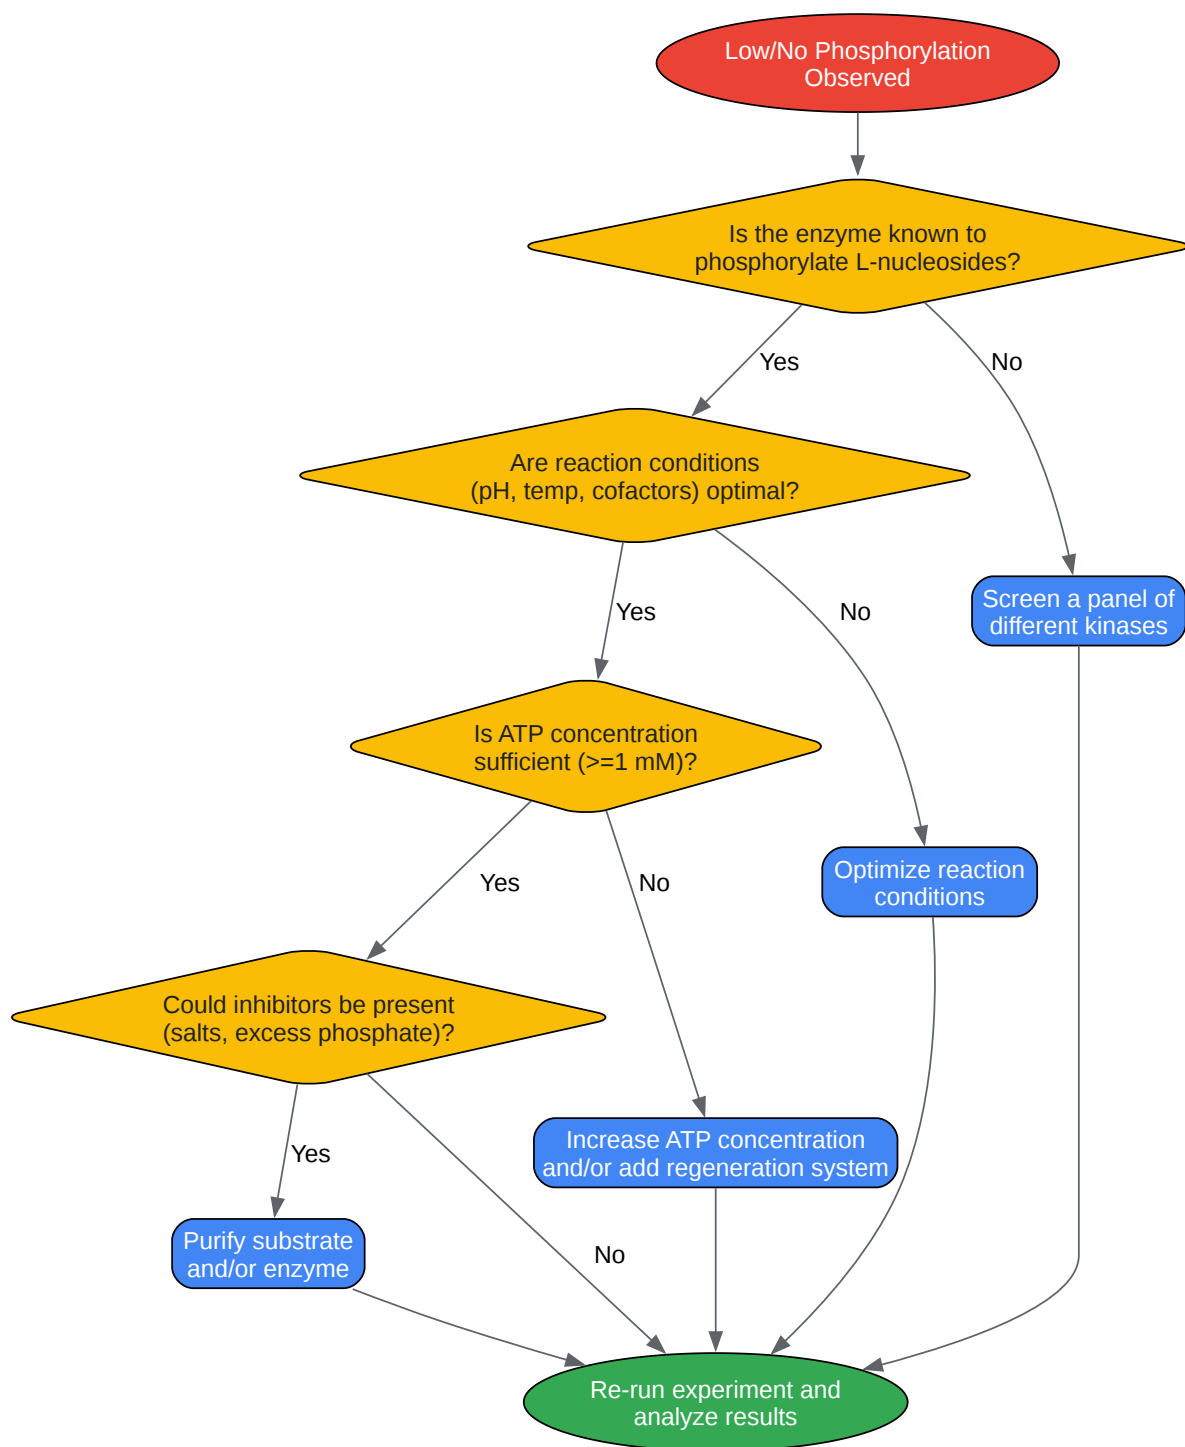 Low/No Phosphorylation
Observed
Is the enzyme known to
phosphorylate L-nucleosides?
Yes
No
Are reaction conditions
(pH, temp, cofactors) optimal?
Screen a panel of
different kinases
Yes
No
Is ATP concentration
sufficient (>=1 mM)?
Optimize reaction
conditions
Yes
No
Could inhibitors be present
(salts, excess phosphate)?
Increase ATP concentration
and/or add regeneration system
Yes
No
Purify substrate
and/or enzyme
Re-run experiment and
analyze results